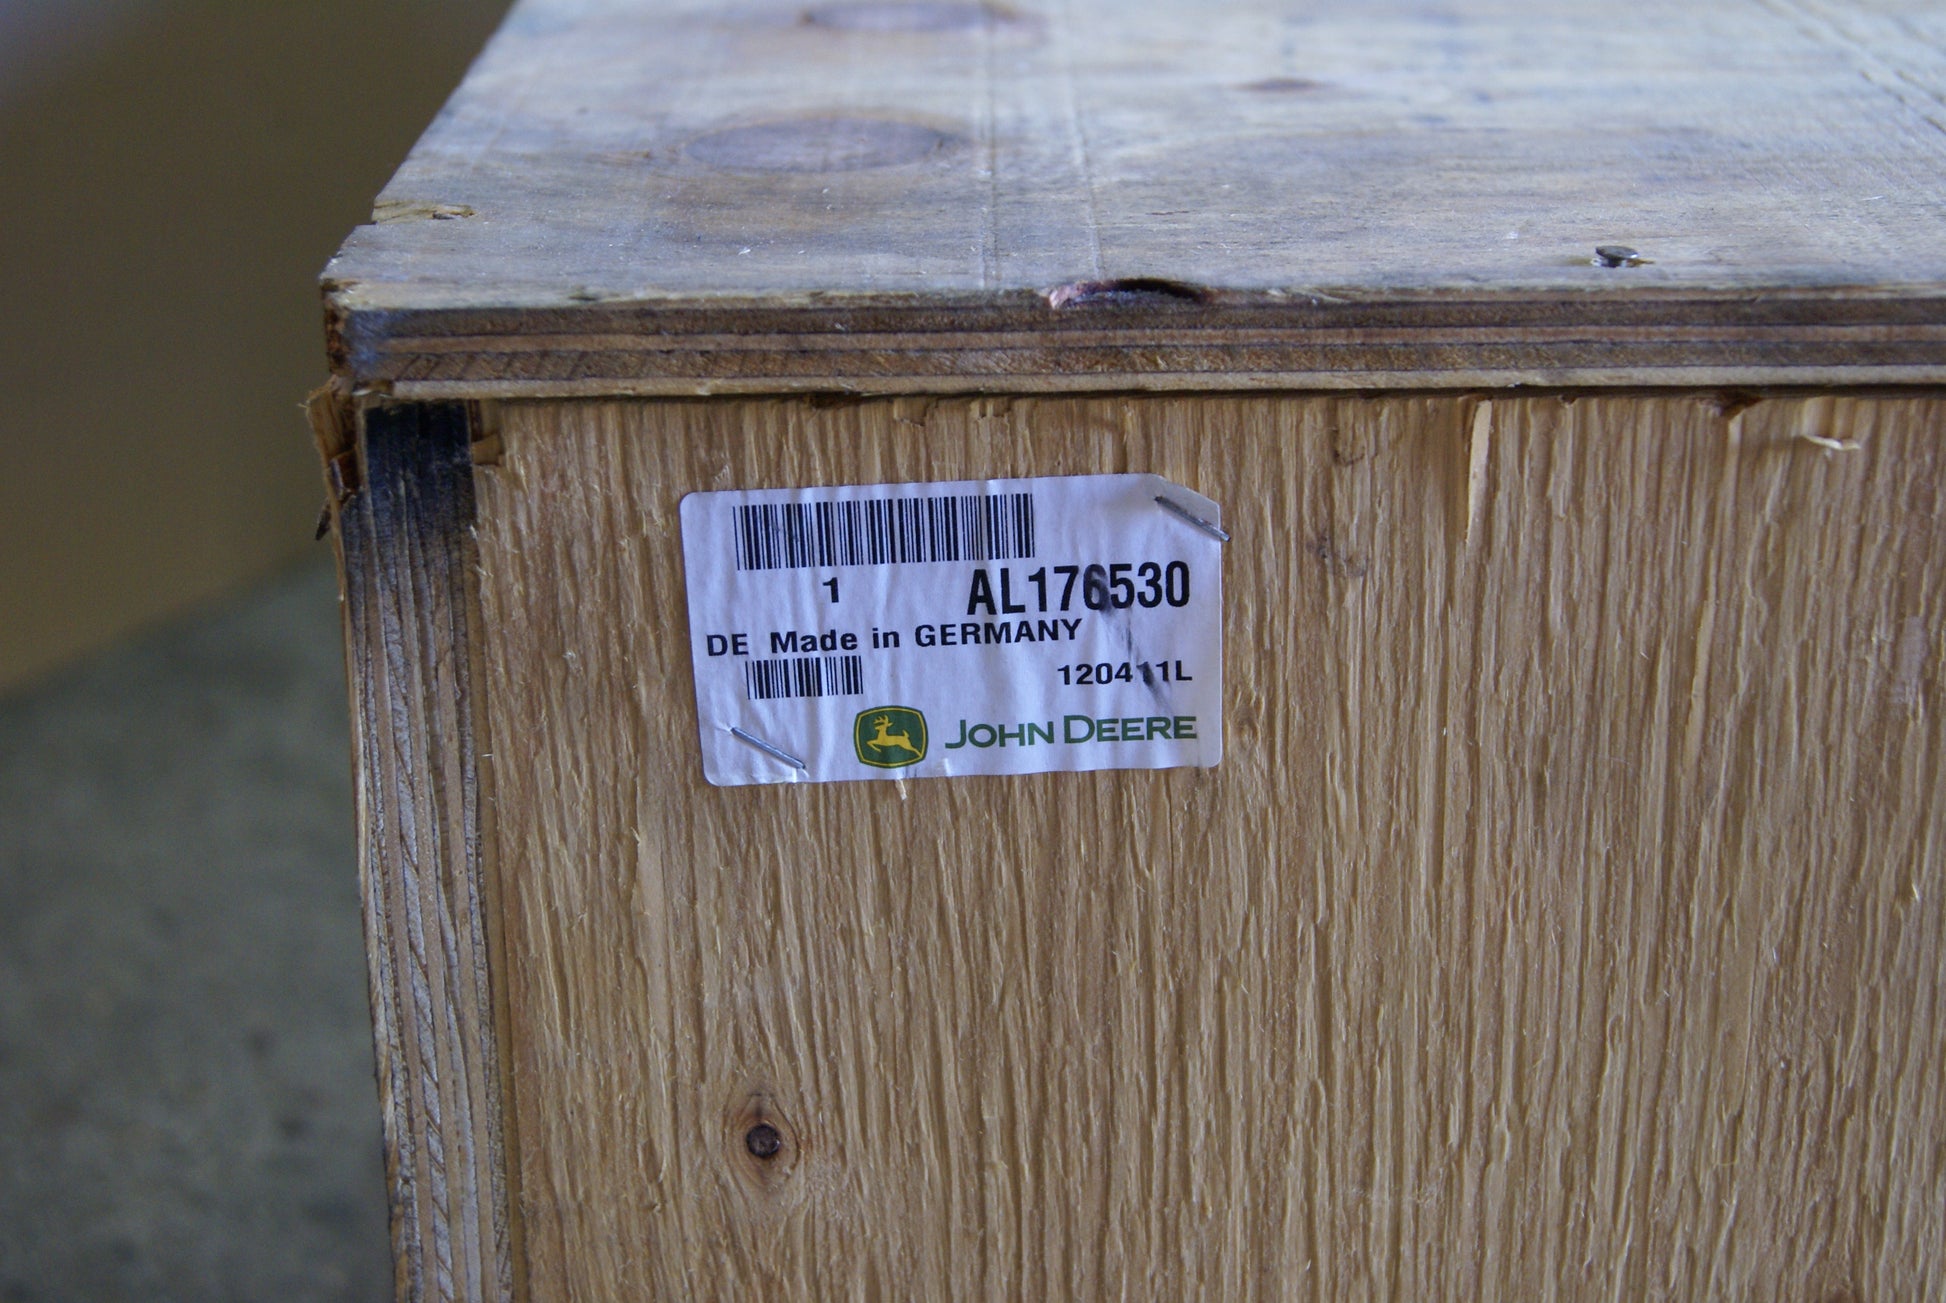 1 AL176530
DE Made in GERMANY
120411L
JOHN DEERE